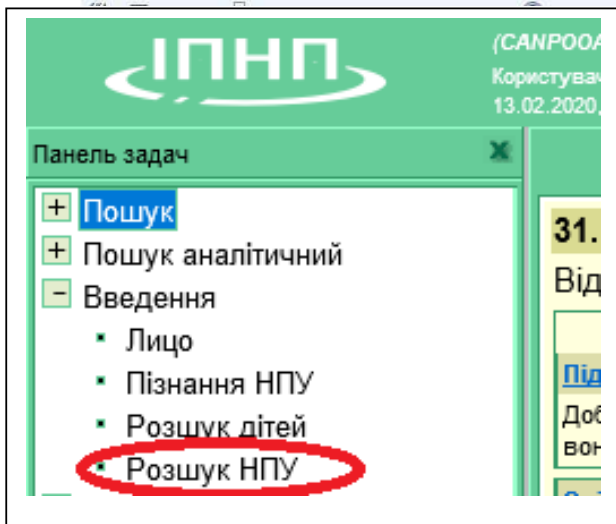 ІПНП
(CANPOOA
Користувач
13.02.2020,
Панель задач
Пошук
Пошук аналітичний
Введення
Лицо
Пізнання НПУ
Розшук дітей
Розшук НПУ
31.
Від
Під
Доб
вон